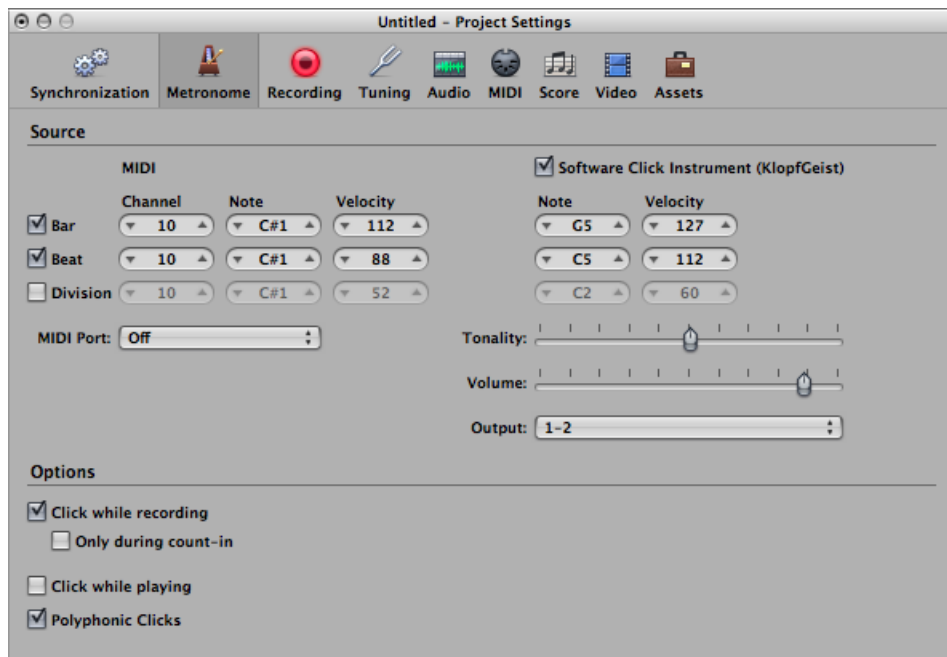 Untitled – Project Settings
Synchronization Metronome Recording Tuning Audio MIDI Score Video Assets
Source
MIDI
Software Click Instrument (KlopfGeist)
Channel Note Velocity Note Velocity
Bar 10 C#1 112 G5 127
Beat 10 C#1 88 C5 112
Division 10 C#1 52 C2 60
MIDI Port: Off
Tonality:
Volume:
Output: 1-2
Options
Click while recording
Only during count-in
Click while playing
Polyphonic Clicks